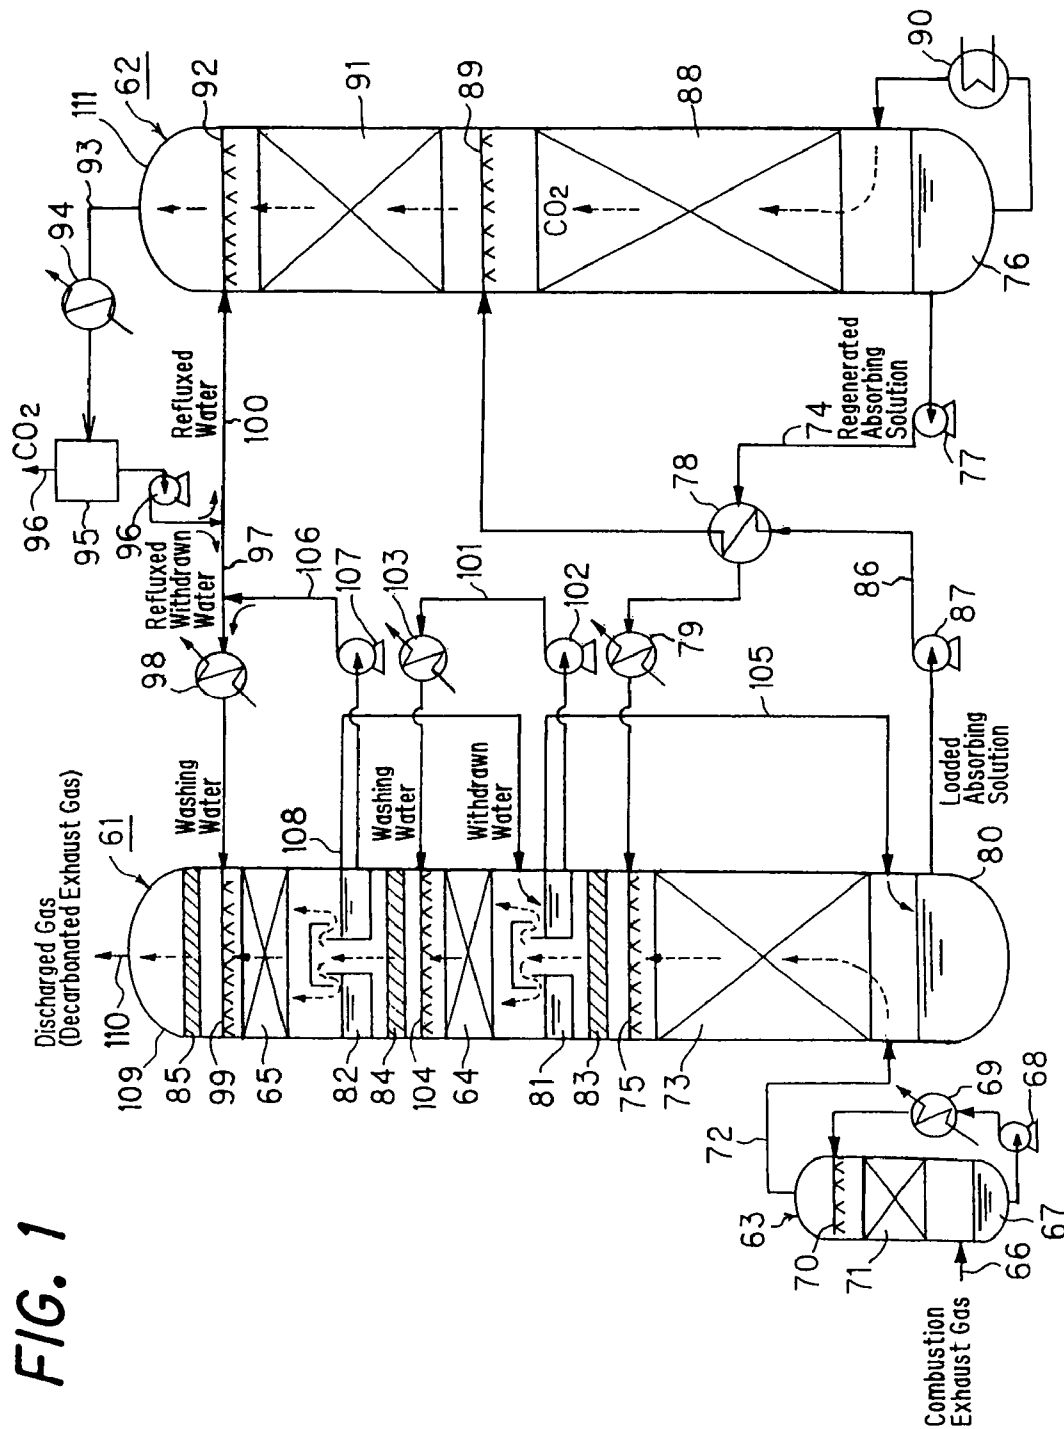 FIG. 1
Discharged Gas
(Decarbonated Exhaust Gas)
61
110
109
85
99
65
82
84
104
64
81
83
75
73
108
Washing
Water
Washing
Water
Withdrawn
Water
98
Refluxed
Withdrawn
Water
97
106
107
103
101
102
79
105
96
CO2
95
96
Refluxed
Water
100
94
93
111
62
92
91
89
CO2
88
90
76
78
74
Regenerated
Absorbing
Solution
77
86
87
Loaded
Absorbing
Solution
80
72
63
70
71
69
68
67
66
Combustion
Exhaust Gas